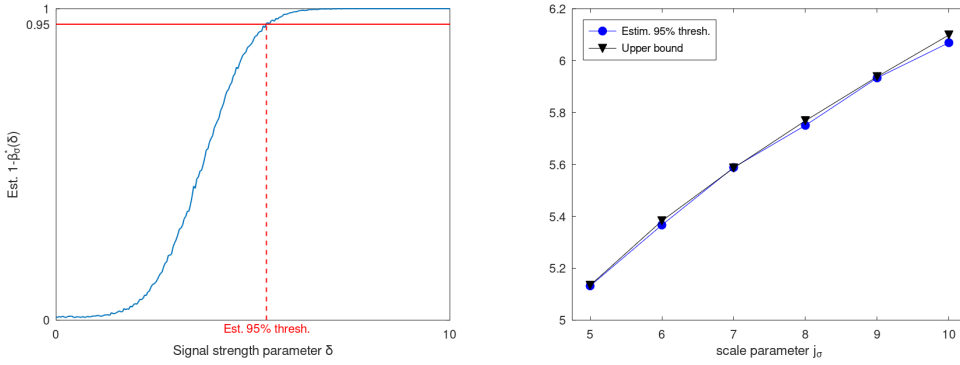 1
0.95
0
Est. 1-β*σ(δ)
0 10
Est. 95% thresh.
Signal strength parameter δ
6.2
6
5.8
5.6
5.4
5.2
5
Estim. 95% thresh.
Upper bound
5 6 7 8 9 10
scale parameter jσ